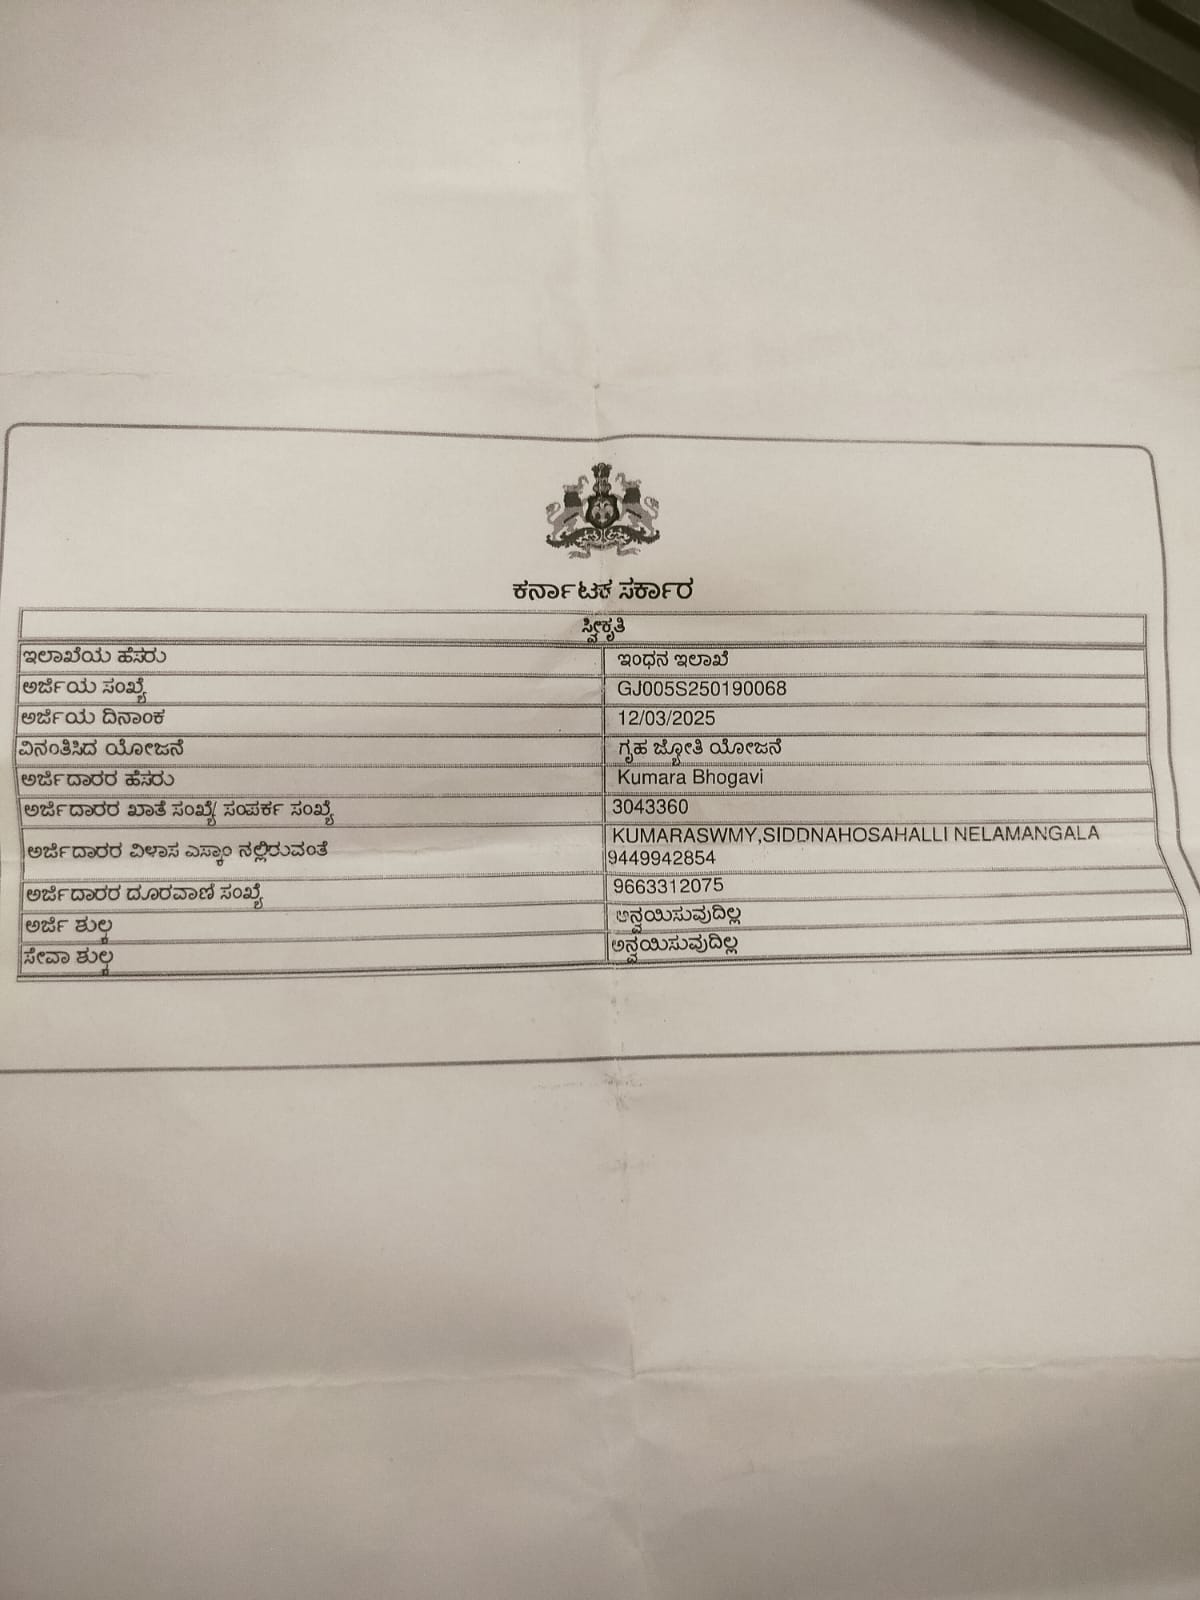 ಕರ್ನಾಟಕ ಸರ್ಕಾರ
ಸ್ವೀಕೃತಿ
ಇಲಾಖೆಯ ಹೆಸರು ಇಂಧನ ಇಲಾಖೆ
ಅರ್ಜಿಯ ಸಂಖ್ಯೆ GJ005S250190068
ಅರ್ಜಿಯ ದಿನಾಂಕ 12/03/2025
ವಿನಂತಿಸಿದ ಯೋಜನೆ ಗೃಹ ಜ್ಯೋತಿ ಯೋಜನೆ
ಅರ್ಜಿದಾರರ ಹೆಸರು Kumara Bhogavi
ಅರ್ಜಿದಾರರ ಖಾತೆ ಸಂಖ್ಯೆ/ ಸಂಪರ್ಕ ಸಂಖ್ಯೆ 3043360
ಅರ್ಜಿದಾರರ ವಿಳಾಸ ಎಸ್ಕಾಂ ನಲ್ಲಿರುವಂತೆ KUMARASWMY,SIDDNAHOSAHALLI NELAMANGALA
9449942854
ಅರ್ಜಿದಾರರ ದೂರವಾಣಿ ಸಂಖ್ಯೆ 9663312075
ಅರ್ಜಿ ಶುಲ್ಕ ಅನ್ವಯಿಸುವುದಿಲ್ಲ
ಸೇವಾ ಶುಲ್ಕ ಅನ್ವಯಿಸುವುದಿಲ್ಲ